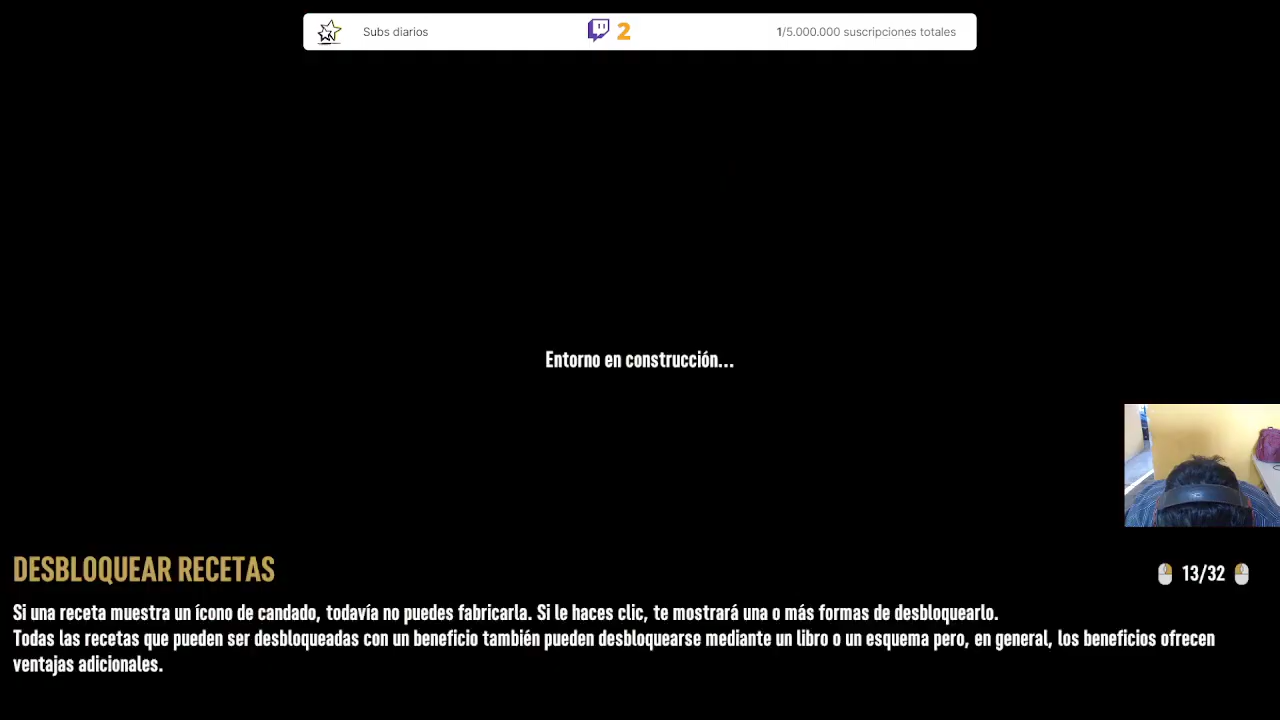 Subs diarios
2
1/5.000.000 suscripciones totales
Entorno en construcción...
DESBLOQUEAR RECETAS
13/32
Si una receta muestra un ícono de candado, todavía no puedes fabricarla. Si le haces clic, te mostrará una o más formas de desbloquearlo.
Todas las recetas que pueden ser desbloqueadas con un beneficio también pueden desbloquearse mediante un libro o un esquema pero, en general, los beneficios ofrecen
ventajas adicionales.